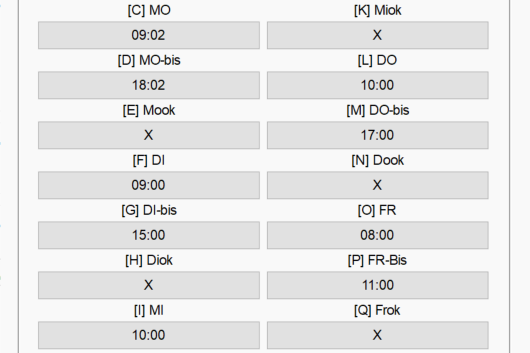 [C] MO
09:02
[D] MO-bis
18:02
[E] Mook
X
[F] DI
09:00
[G] DI-bis
15:00
[H] Diok
X
[I] MI
10:00
[K] Miok
X
[L] DO
10:00
[M] DO-bis
17:00
[N] Dook
X
[O] FR
08:00
[P] FR-Bis
11:00
[Q] Frok
X